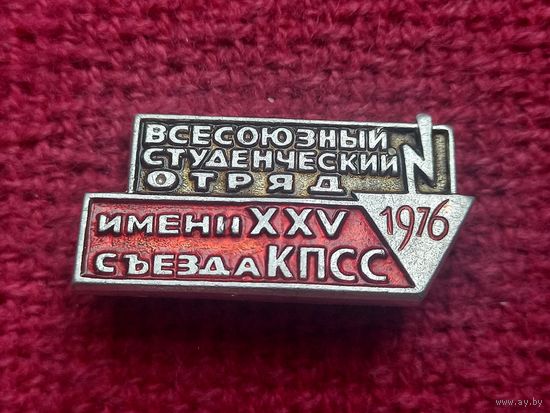 ВСЕСОЮЗНЫЙ
СТУДЕНЧЕСКИЙ
ОТРЯД
ИМЕНИ XXV
СЪЕЗДА КПСС
1976
www.ay.by